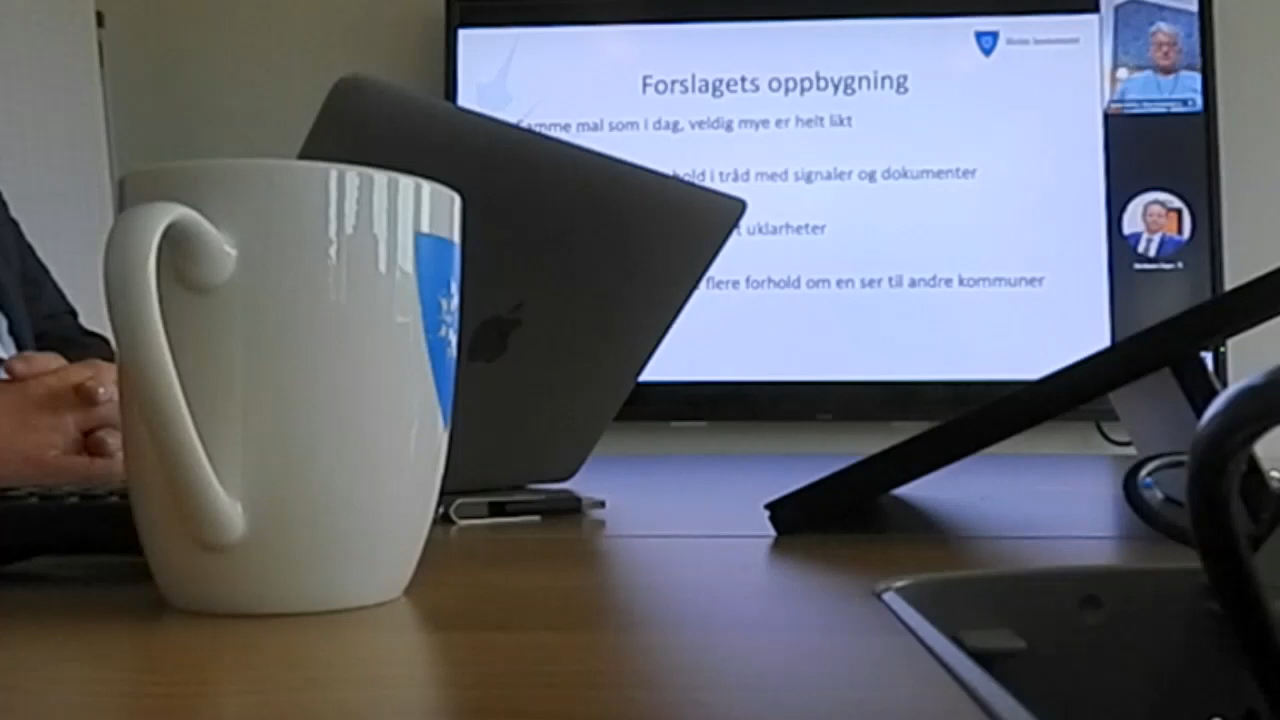 Forslagets oppbygning
Samme mal som i dag, veldig mye er helt likt
hold i tråd med signaler og dokumenter
uklarheter
flere forhold om en ser til andre kommuner